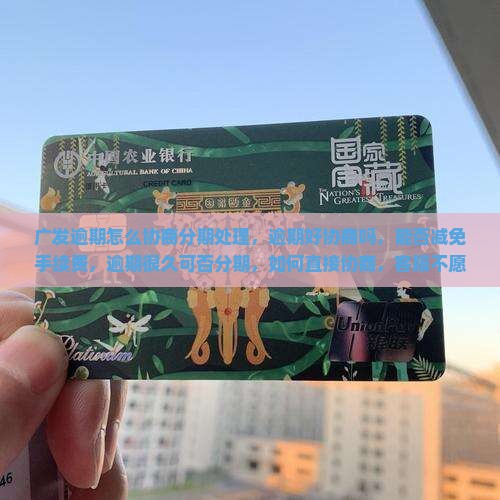 中国农业银行
AGRICULTURAL BANK OF CHINA
CREDIT CARD
国家
宝藏
NATION'S
GREATEST TREASURES
广发逾期怎么协商分期处理，逾期好协商吗，能否减免
手续费，逾期很久可否分期，如何直接协商，客服不愿
UnionPay
银联
Platinum
46